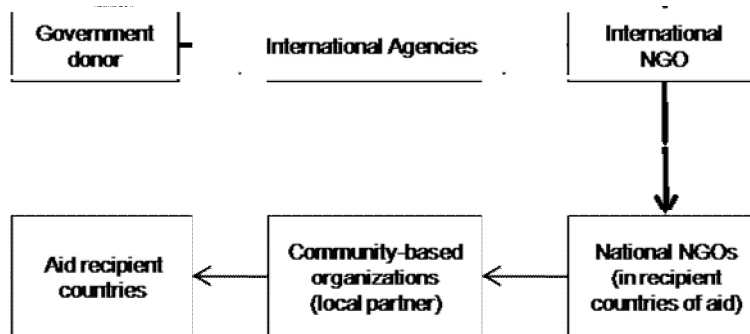 Government
donor
International Agencies
International
NGO
Aid recipient
countries
Community-based
organizations
(local partner)
National NGOs
(in recipient
countries of aid)